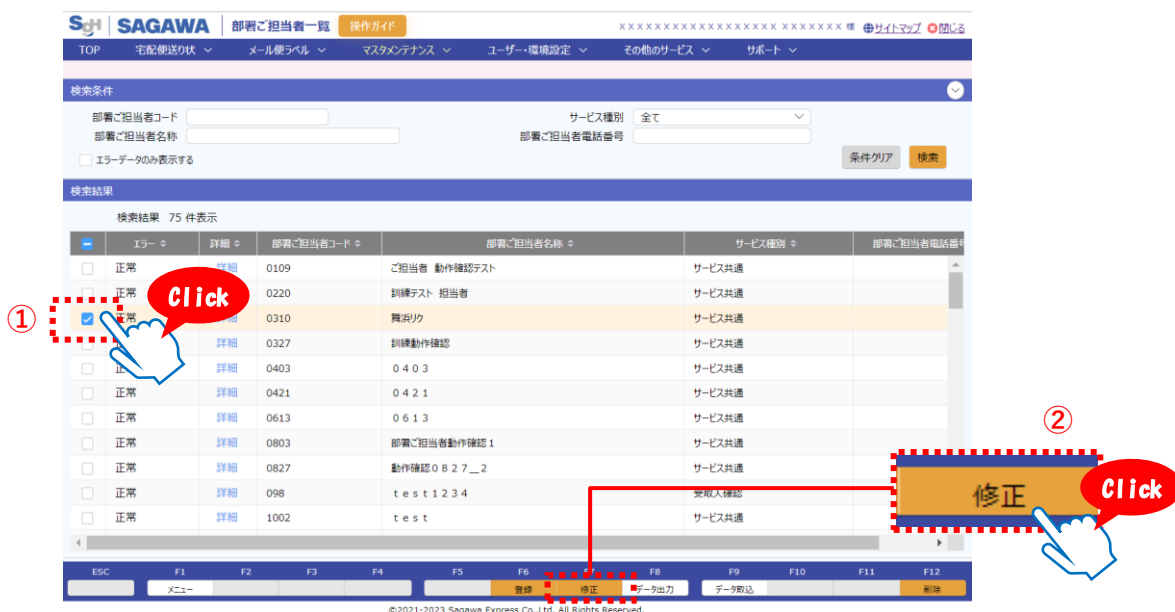 SGH SAGAWA 部署ご担当者一覧 操作ガイド XXXXXXXXXXXXXXXXXXX XXXXXXX 様 サイトマップ 閉じる
TOP 宅配便送り状 メール便ラベル マスタメンテナンス ユーザー・環境設定 その他のサービス サポート
検索条件
部署ご担当者コード サービス種別 全て
部署ご担当者名称 部署ご担当者電話番号
エラーデータのみ表示する 条件クリア 検索
検索結果
検索結果 75 件表示
エラー 詳細 部署ご担当者コード 部署ご担当者名称 サービス種別 部署ご担当者電話番号
正常 詳細 0109 ご担当者 動作確認テスト サービス共通
正常 0220 訓練テスト 担当者 サービス共通
Click
① 正常 細 0310 舞浜リク サービス共通
正常 詳細 0327 訓練動作確認 サービス共通
正 詳細 0403 0403 サービス共通
正常 詳細 0421 0421 サービス共通
正常 詳細 0613 0613 サービス共通
②
正常 詳細 0803 部署ご担当者動作確認1 サービス共通
正常 詳細 0827 動作確認0827__2 サービス共通
正常 詳細 098 test1234 受取人確認
修正 Click
正常 詳細 1002 test サービス共通
ESC F1 F2 F3 F4 F5 F6 F7 F8 F9 F10 F11 F12
メニュー 登録 修正 データ出力 データ取込 削除
©2021-2023 Sagawa Express Co.,Ltd. All Rights Reserved.